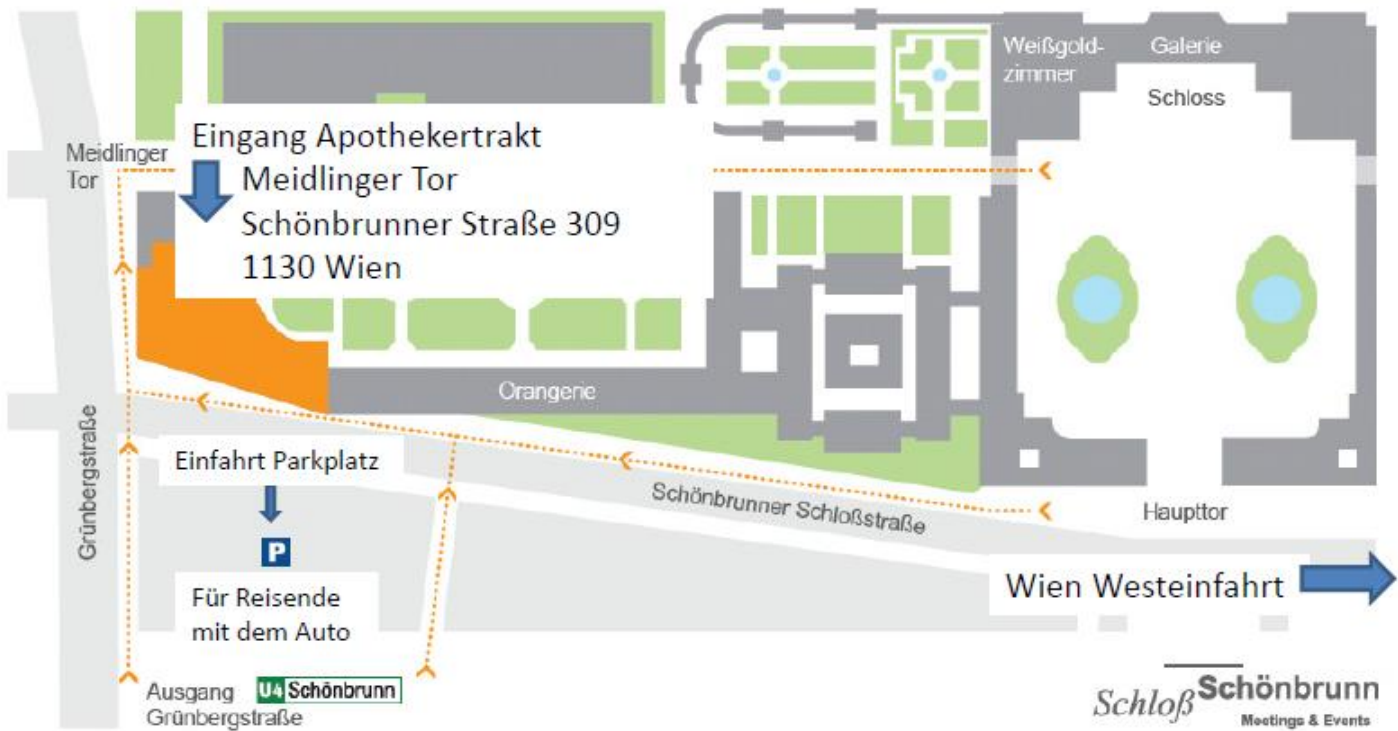 Weißgold-
zimmer
Galerie
Schloss
Meidlinger
Tor
Eingang Apothekertrakt
Meidlinger Tor
Schönbrunner Straße 309
1130 Wien
Orangerie
Grünbergstraße
Einfahrt Parkplatz
P
Für Reisende
mit dem Auto
Schönbrunner Schloßstraße
Haupttor
Wien Westeinfahrt
Ausgang
Grünbergstraße
U4 Schönbrunn
Schloß Schönbrunn
Meetings & Events